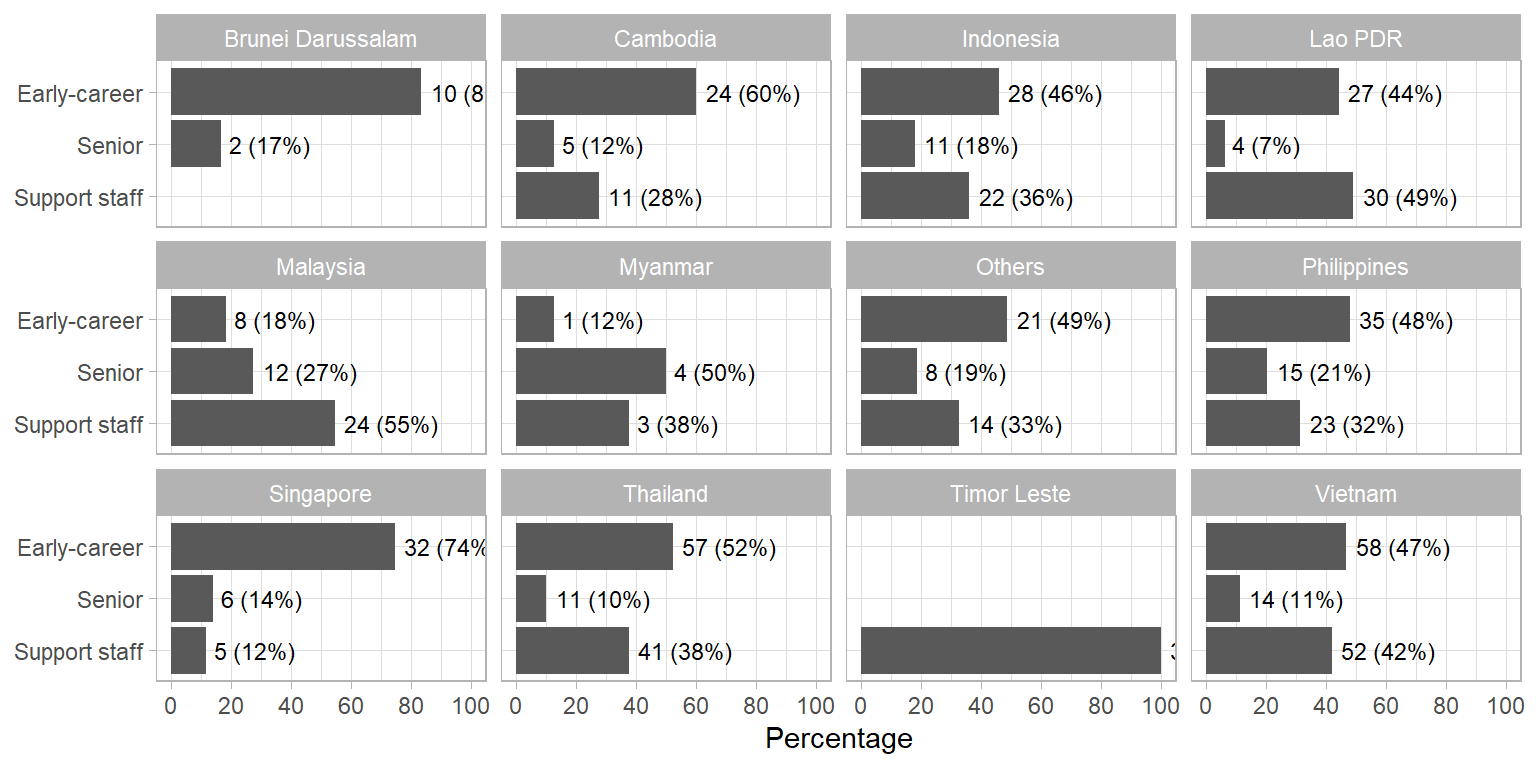 Brunei Darussalam Cambodia Indonesia Lao PDR
Early-career 10 (8 24 (60%) 28 (46%) 27 (44%)
Senior 2 (17%) 5 (12%) 11 (18%) 4 (7%)
Support staff 11 (28%) 22 (36%) 30 (49%)
Malaysia Myanmar Others Philippines
Early-career 8 (18%) 1 (12%) 21 (49%) 35 (48%)
Senior 12 (27%) 4 (50%) 8 (19%) 15 (21%)
Support staff 24 (55%) 3 (38%) 14 (33%) 23 (32%)
Singapore Thailand Timor Leste Vietnam
Early-career 32 (74% 57 (52%) 58 (47%)
Senior 6 (14%) 11 (10%) 14 (11%)
Support staff 5 (12%) 41 (38%) 52 (42%)
0 20 40 60 80 100 0 20 40 60 80 100 0 20 40 60 80 100 0 20 40 60 80 100
Percentage